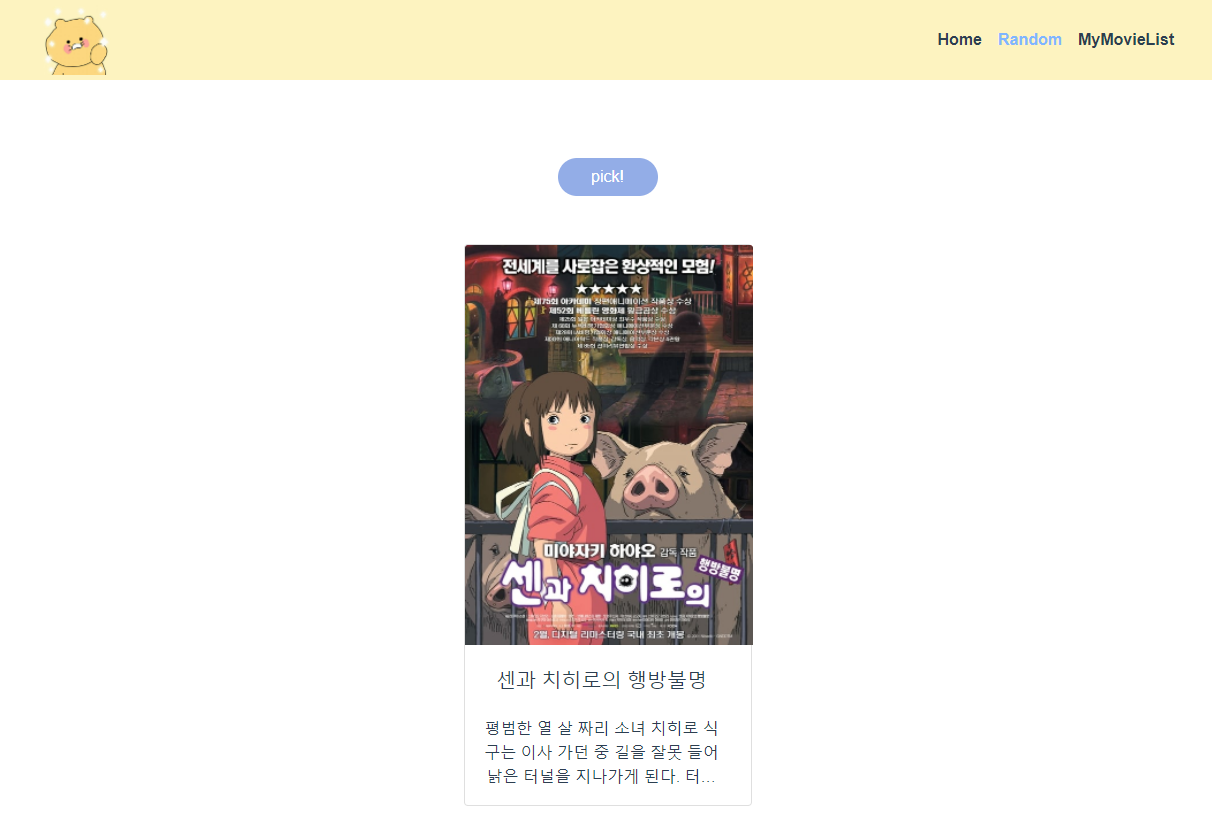 Home Random MyMovieList
pick!
전세계를 사로잡은 환상적인 모험!
★★★★★
제75회 아카데미 장편애니메이션 작품상 수상
제52회 베를린 영화제 황금곰상 수상
미야자키 하야오 감독 작품
센과 치히로의 행방불명
2월, 디지털 리마스터링 국내 최초 개봉
센과 치히로의 행방불명
평범한 열 살 짜리 소녀 치히로 식
구는 이사 가던 중 길을 잘못 들어
낡은 터널을 지나가게 된다. 터...